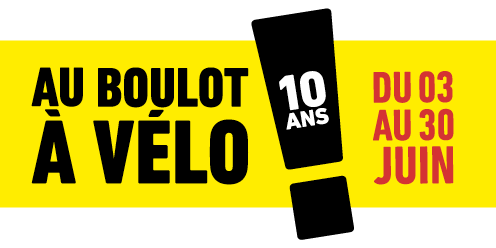 AU BOULOT
À VÉLO !
10
ANS
DU 03
AU 30
JUIN